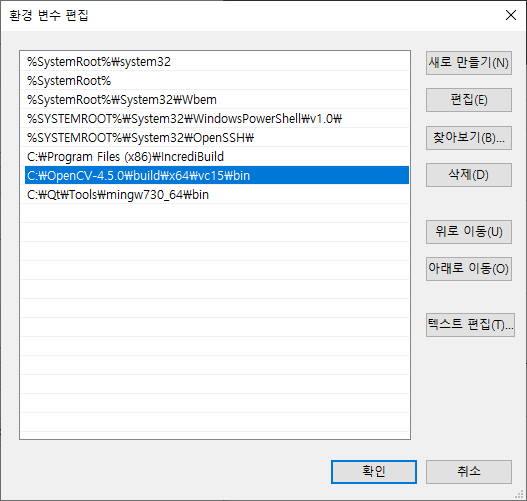 환경 변수 편집
%SystemRoot%₩system32
%SystemRoot%
%SystemRoot%₩System32₩Wbem
%SYSTEMROOT%₩System32₩WindowsPowerShell₩v1.0₩
%SYSTEMROOT%₩System32₩OpenSSH₩
C:₩Program Files (x86)₩IncrediBuild
C:₩OpenCV-4.5.0₩build₩x64₩vc15₩bin
C:₩Qt₩Tools₩mingw730_64₩bin
새로 만들기(N)
편집(E)
찾아보기(B)...
삭제(D)
위로 이동(U)
아래로 이동(O)
텍스트 편집(T)...
확인
취소